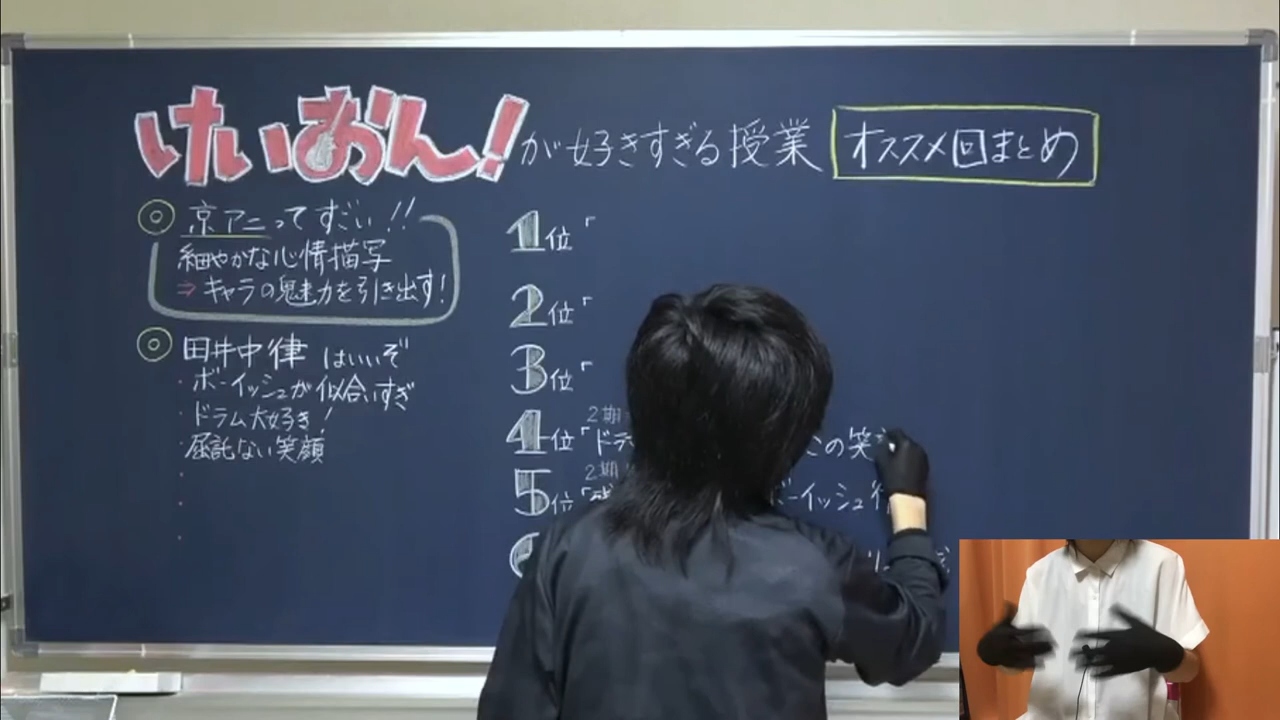 けいおん!が好きすぎる授業 オススメ回まとめ
◎ 京アニってすごい!!
細やかな心情描写
⇒ キャラの魅力を引き出す!
◎ 田井中律 はいいぞ
・ボーイッシュが似合いすぎ
・ドラム大好き!
・屈託ない笑顔
・
・
・
1位「
2位「
3位「
2期
4位「ドラ この笑
2期
5位「 ボーイッシュ